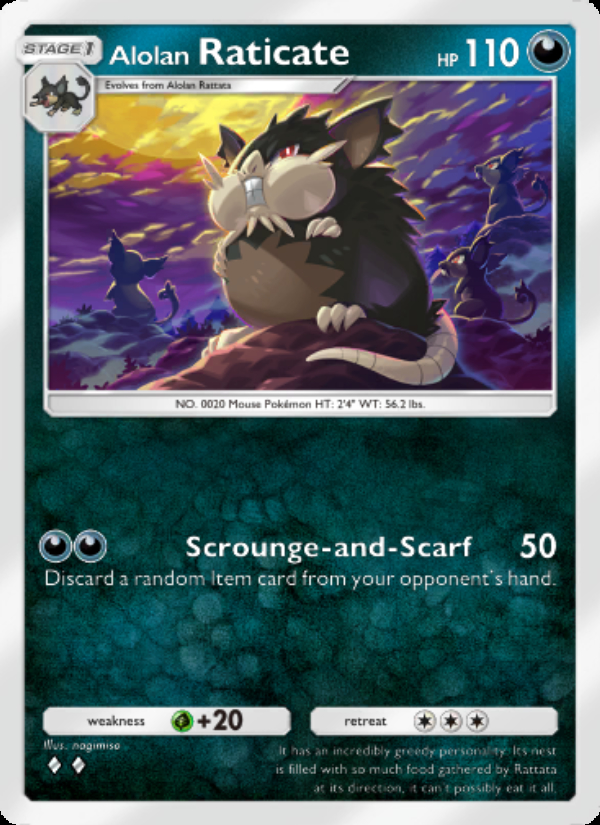 STAGE 1 Alolan Raticate HP 110
Evolves from Alolan Rattata
NO. 0020 Mouse Pokémon HT: 2'4" WT: 56.2 lbs.
Scrounge-and-Scarf 50
Discard a random Item card from your opponent's hand.
weakness +20 retreat
Illus. nagimiso
It has an incredibly greedy personality. Its nest
is filled with so much food gathered by Rattata
at its direction, it can't possibly eat it all.